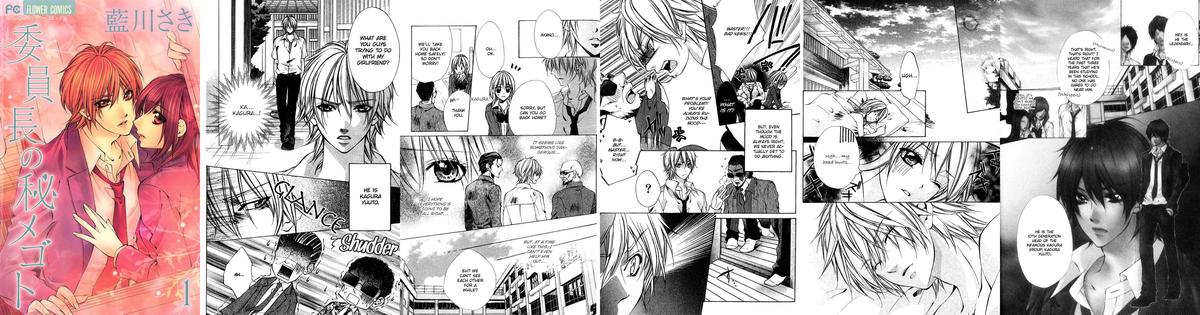 FC
FLOWER COMICS
藍川さき
委員長の秘メゴト
1
WHAT ARE
YOU GUYS
TRYING TO
DO WITH
MY
GIRLFRIEND?
KA...
KAGURA...!
HE IS
KAGURA
YUUTO.
GLANCE
Shudder
AH...
AKANO...
OH...
OK.
WE'LL TAKE
YOU BACK
HOME SAFELY!
SO DON'T
WORRY!
THANK
YOU.
KAGURA...
SORRY, BUT
CAN YOU GO
BACK HOME?
IT SEEMS LIKE
SOMETHING DAN-
GEROUS...
I HOPE
EVERYTHING'S
GOING TO BE
ALL RIGHT...
BUT, AT A TIME
LIKE THIS, I
CAN'T EVEN
HELP HIM
OUT...
BUT WE
CAN'T SEE
EACH OTHER
FOR A
WHILE?
MASTER!!!
BAD NEWS!!!
WHAT IS
IT?
WHAT'S YOUR
PROBLEM?
YOU'RE
ALWAYS RU-
INING THE
MOOD---
BUT, EVEN
THOUGH THE
MOOD IS
ALWAYS RIGHT,
WE NEVER AC-
TUALLY GET TO
DO ANYTHING.
B-B-
BUT...
MASTER...
RIGHT
NOW...
?
UGH...
Ugh... my
head hurts...
HEY, IS
HE THE
LEGENDARY...
(whispers)
THAT'S RIGHT,
THAT'S RIGHT! I
HEARD THAT FOR
THE PAST THREE
YEARS THAT HE'S
BEEN STUDYING
IN THIS SCHOOL,
NO ONE HAS
DARED TO GO
NEAR HIM.
(whispers)
HE IS THE
10TH GENERATION
HEAD OF THE
INFAMOUS KAGURA
GROUP, KAGURA
YUUTO,